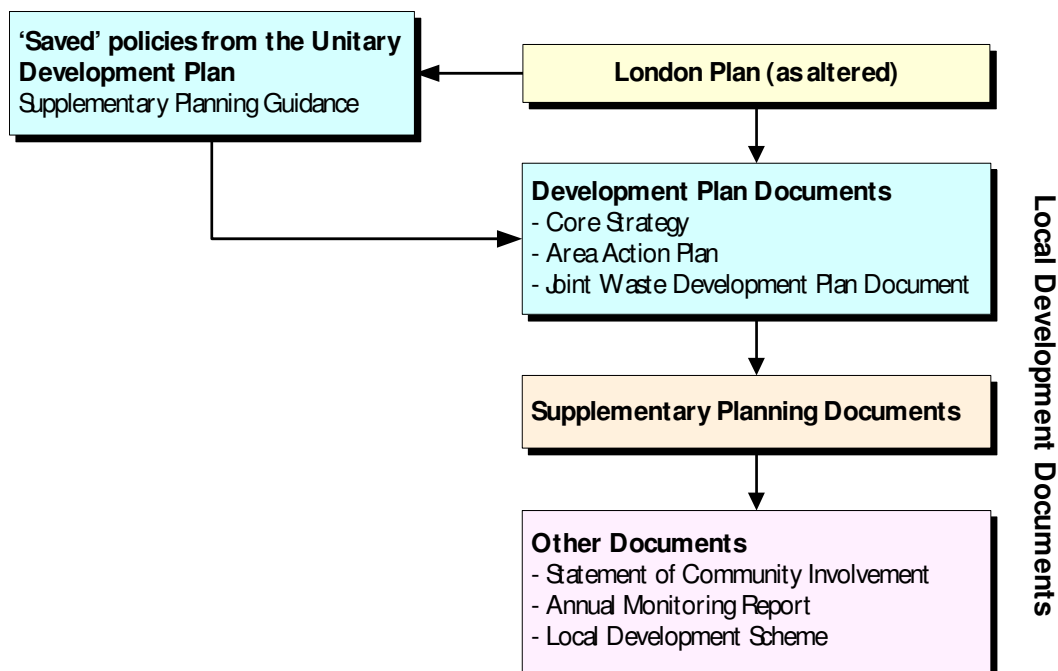 ‘Saved’ policies from the Unitary
Development Plan
Supplementary Planning Guidance
London Plan (as altered)
Development Plan Documents
- Core Strategy
- Area Action Plan
- Joint Waste Development Plan Document
Supplementary Planning Documents
Other Documents
- Statement of Community Involvement
- Annual Monitoring Report
- Local Development Scheme
Local Development Documents